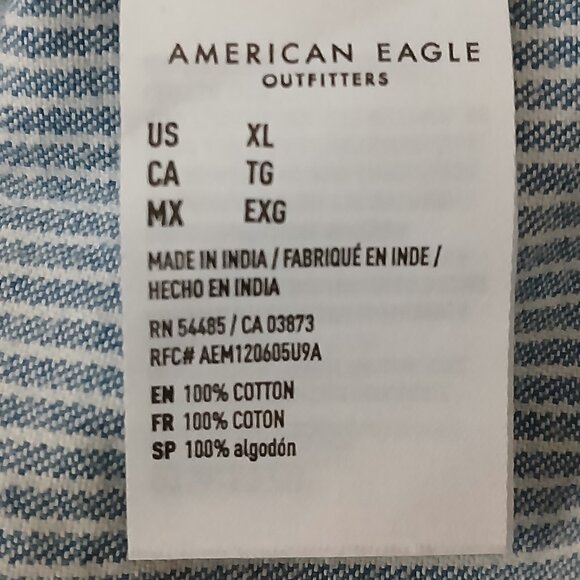 AMERICAN EAGLE
OUTFITTERS
US XL
CA TG
MX EXG
MADE IN INDIA / FABRIQUÉ EN INDE /
HECHO EN INDIA
RN 54485 / CA 03873
RFC# AEM120605U9A
EN 100% COTTON
FR 100% COTON
SP 100% algodón